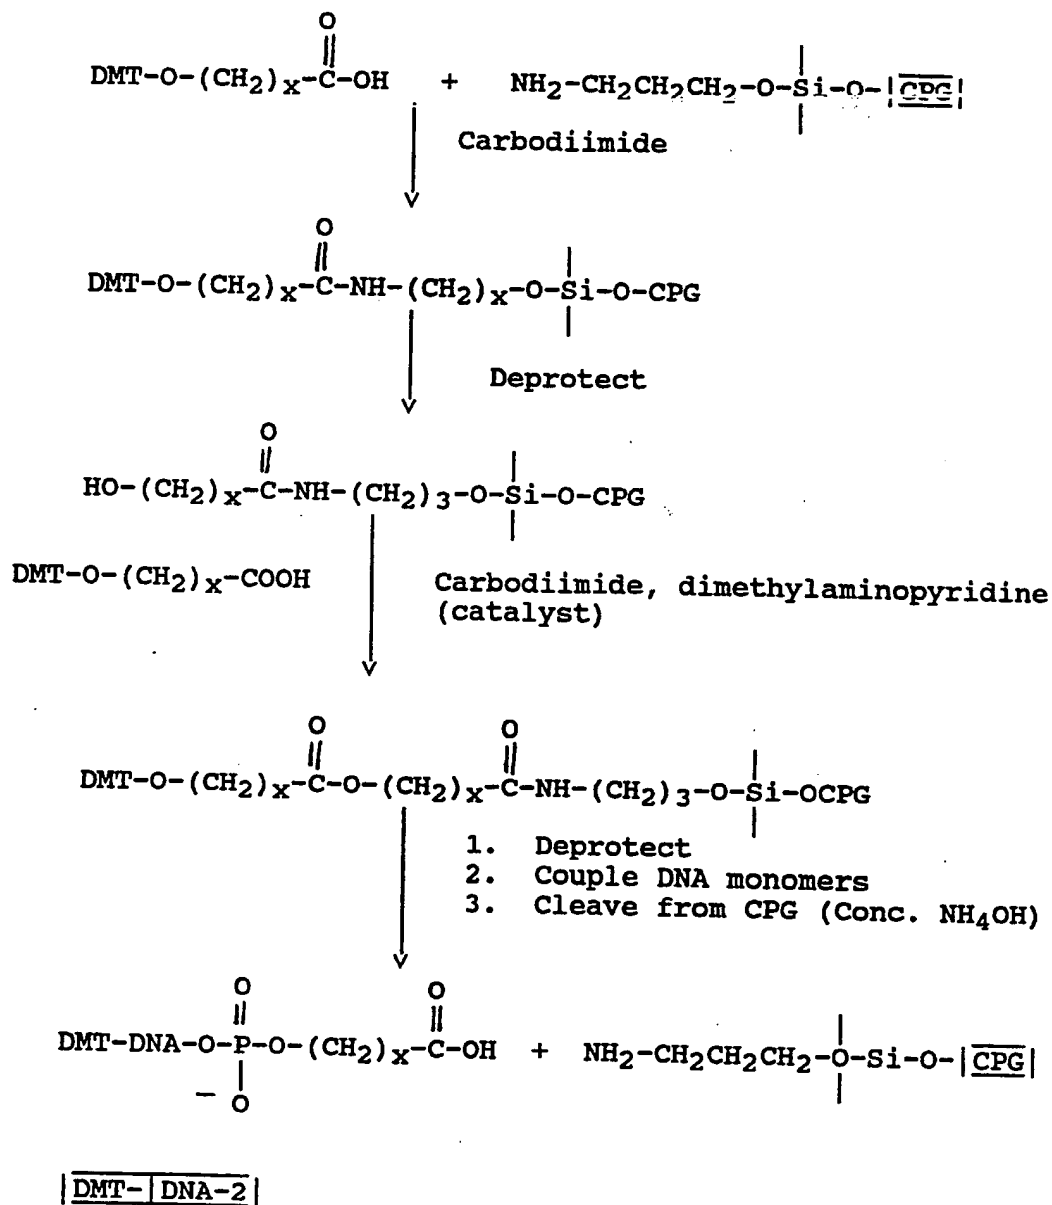 O
DMT-O-(CH2)x-C-OH + NH2-CH2CH2CH2-O-Si-O-|CPG|
Carbodiimide
O
DMT-O-(CH2)x-C-NH-(CH2)x-O-Si-O-CPG
Deprotect
O
HO-(CH2)x-C-NH-(CH2)3-O-Si-O-CPG
DMT-O-(CH2)x-COOH
Carbodiimide, dimethylaminopyridine
(catalyst)
O O
DMT-O-(CH2)x-C-O-(CH2)x-C-NH-(CH2)3-O-Si-OCPG
1. Deprotect
2. Couple DNA monomers
3. Cleave from CPG (Conc. NH4OH)
O O
DMT-DNA-O-P-O-(CH2)x-C-OH + NH2-CH2CH2CH2-O-Si-O-|CPG|
- O
|DMT-|DNA-2|